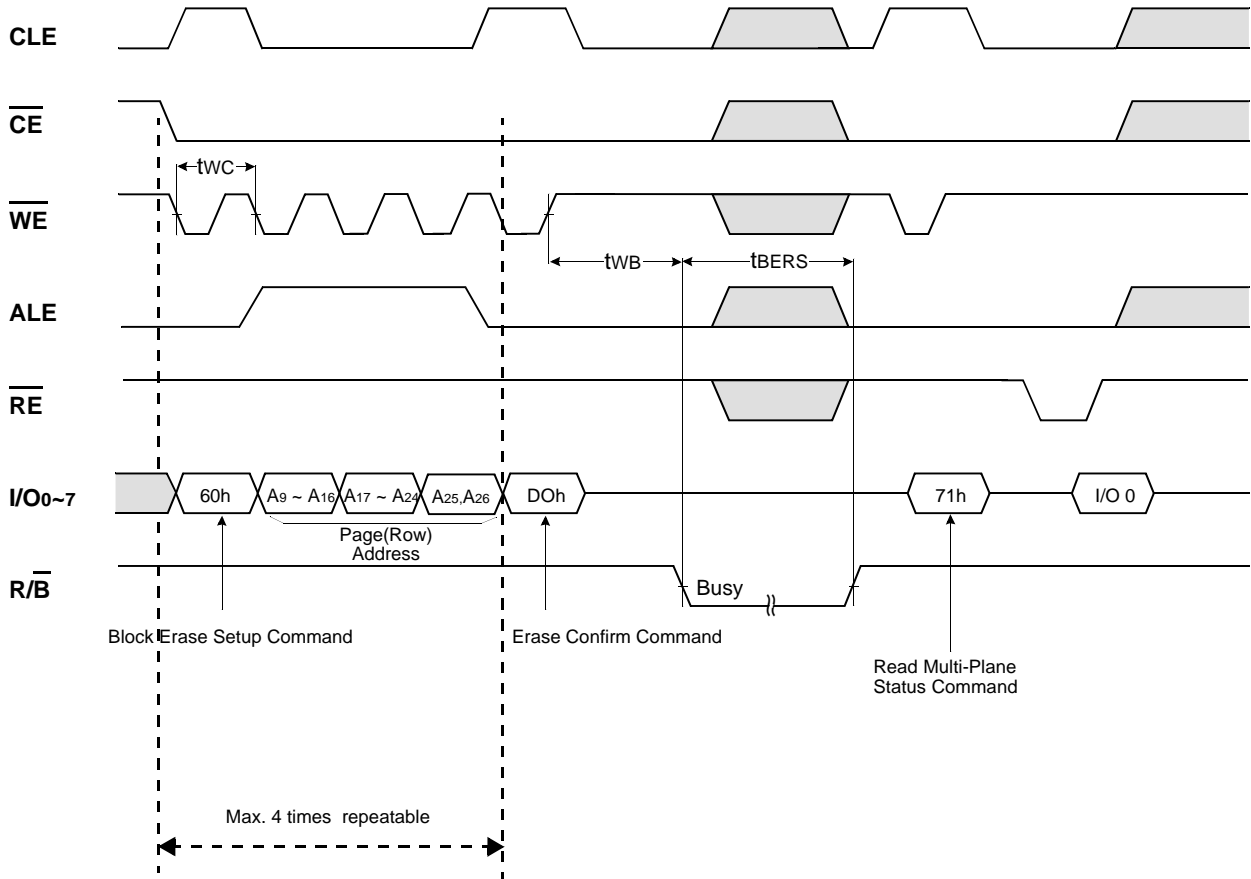 CLE
CE
tWC
WE
tWB
tBERS
ALE
RE
I/O0~7
60h
A9 ~ A16
A17 ~ A24
A25,A26
DOh
71h
I/O 0
Page(Row)
Address
R/B
Busy
Block Erase Setup Command
Erase Confirm Command
Read Multi-Plane
Status Command
Max. 4 times repeatable